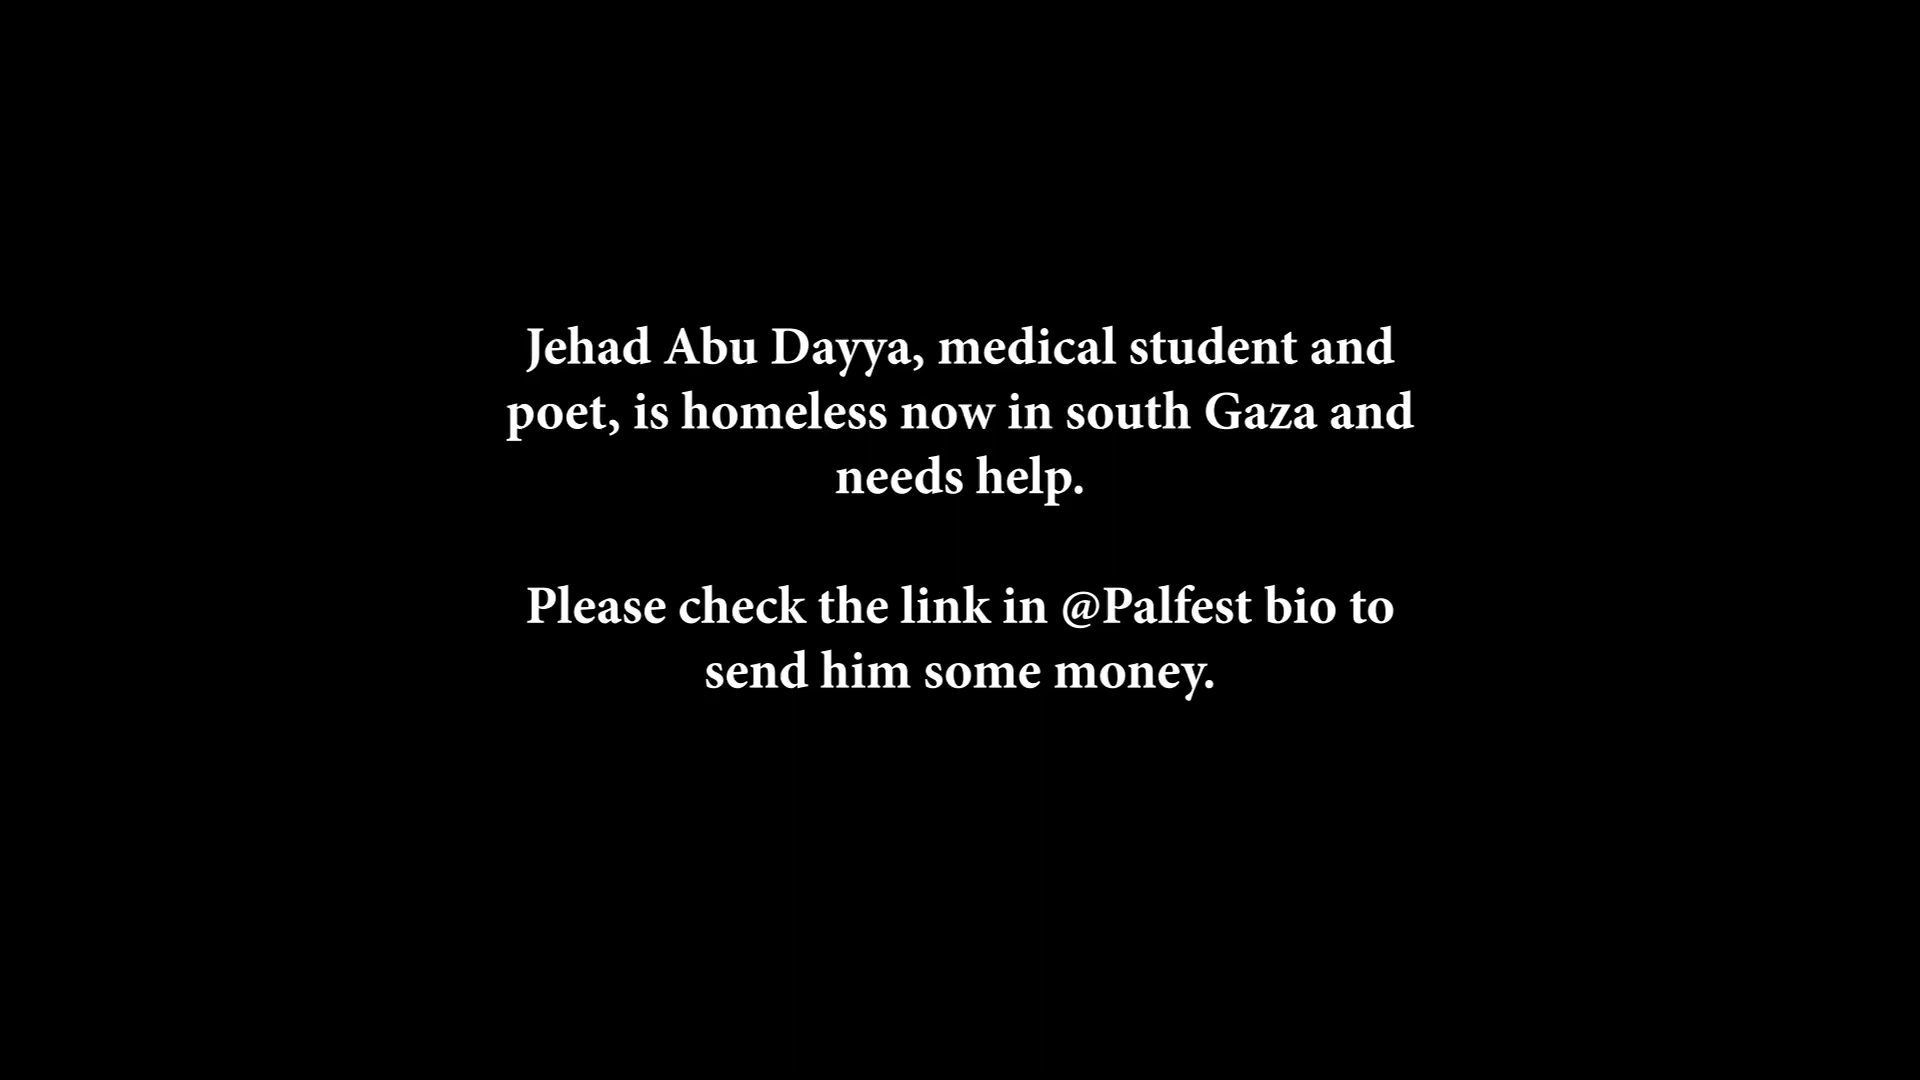 Jehad Abu Dayya, medical student and
poet, is homeless now in south Gaza and
needs help.
Please check the link in @Palfest bio to
send him some money.